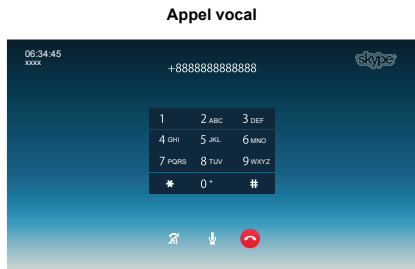 Appel vocal
06:34:45
xxxx
+8888888888888
skype
1 2 ABC 3 DEF
4 GHI 5 JKL 6 MNO
7 PQRS 8 TUV 9 WXYZ
* 0 + #